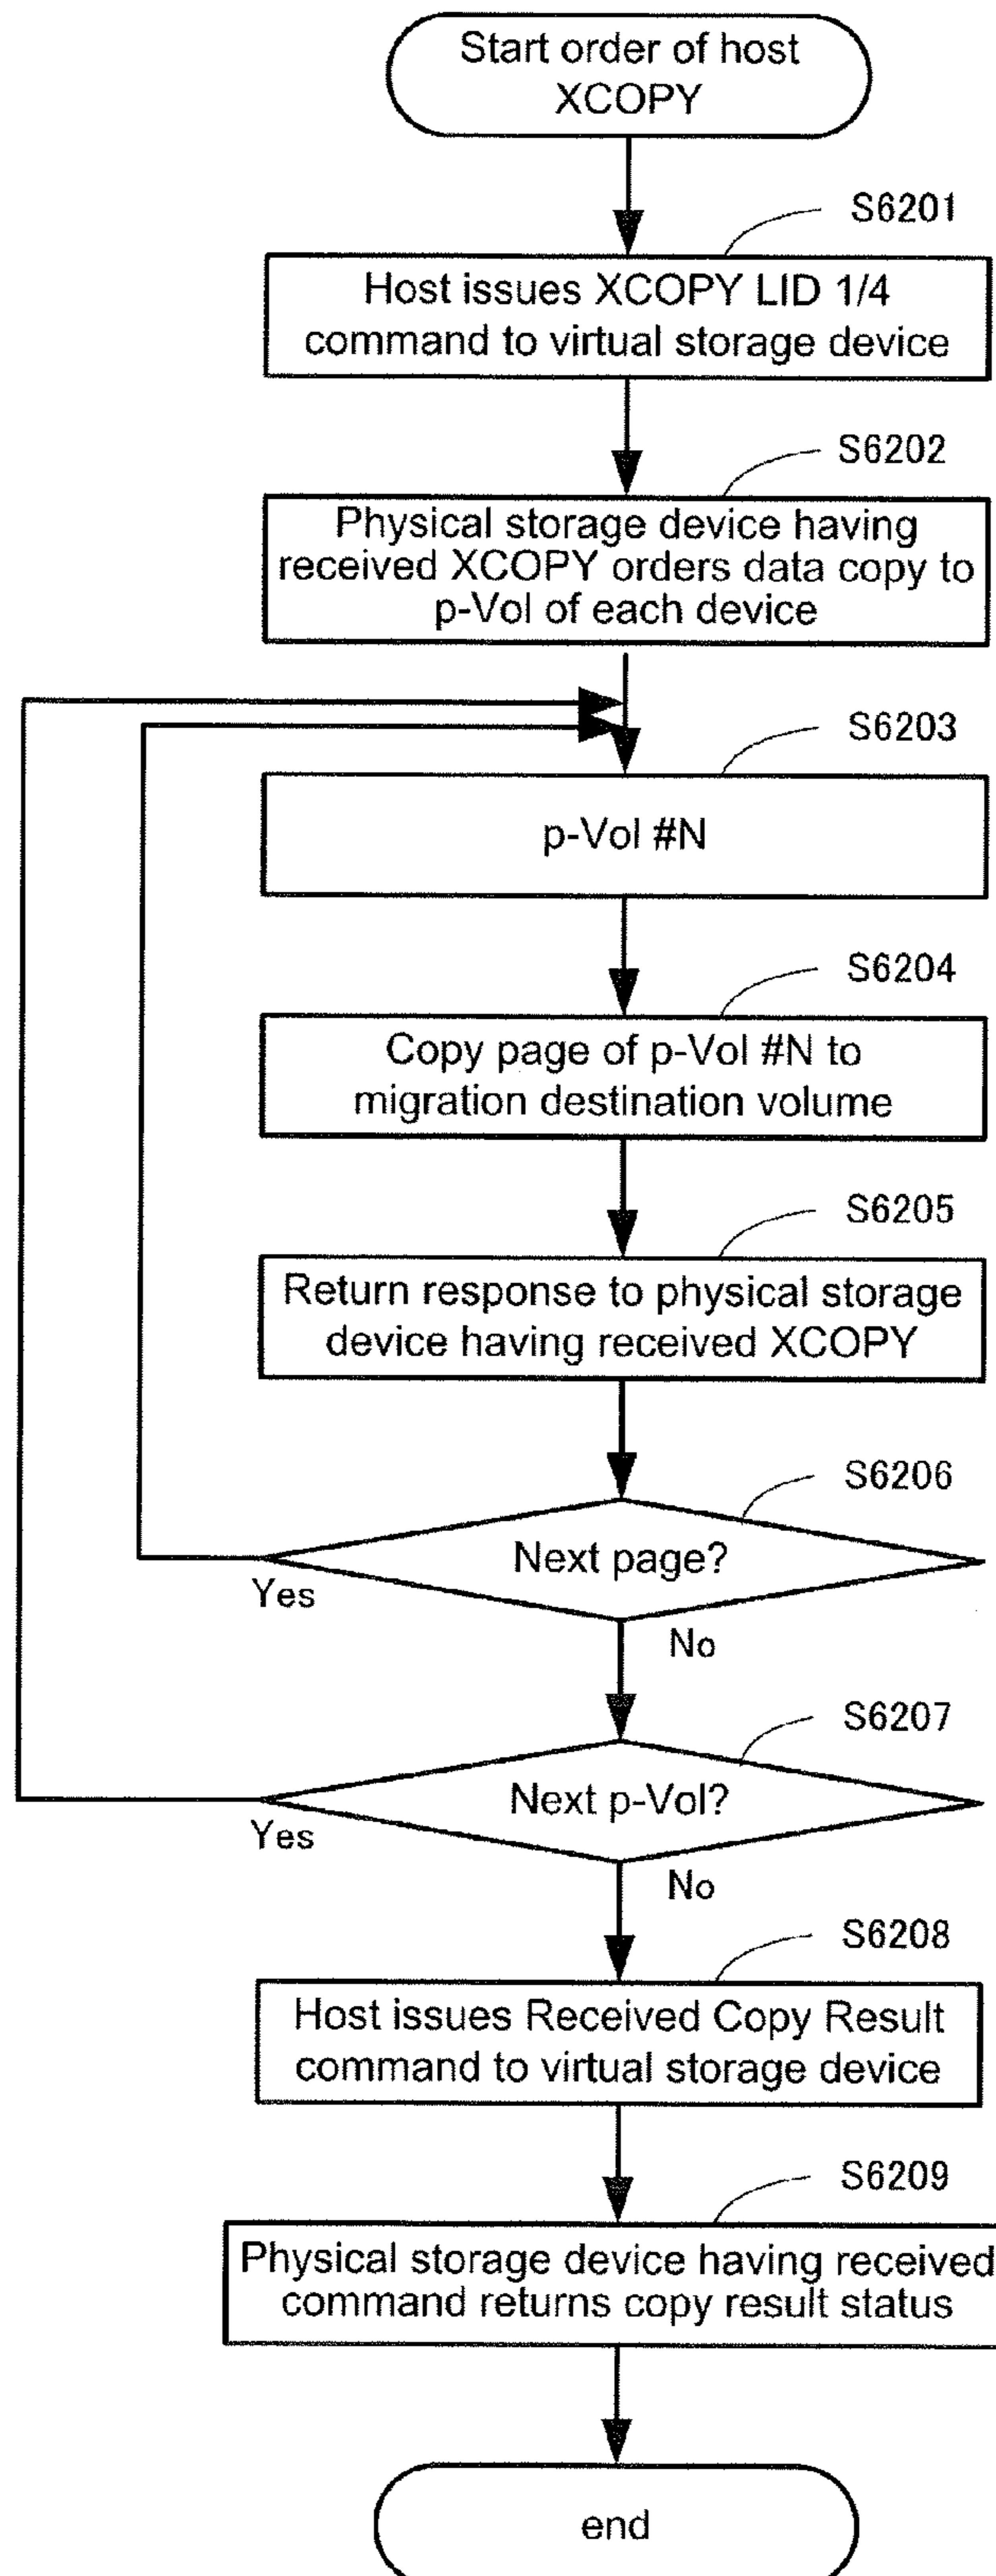 Start order of host
XCOPY
S6201
Host issues XCOPY LID 1/4
command to virtual storage device
S6202
Physical storage device having
received XCOPY orders data copy to
p-Vol of each device
S6203
p-Vol #N
S6204
Copy page of p-Vol #N to
migration destination volume
S6205
Return response to physical storage
device having received XCOPY
S6206
Next page?
Yes
No
S6207
Next p-Vol?
Yes
No
S6208
Host issues Received Copy Result
command to virtual storage device
S6209
Physical storage device having received
command returns copy result status
end